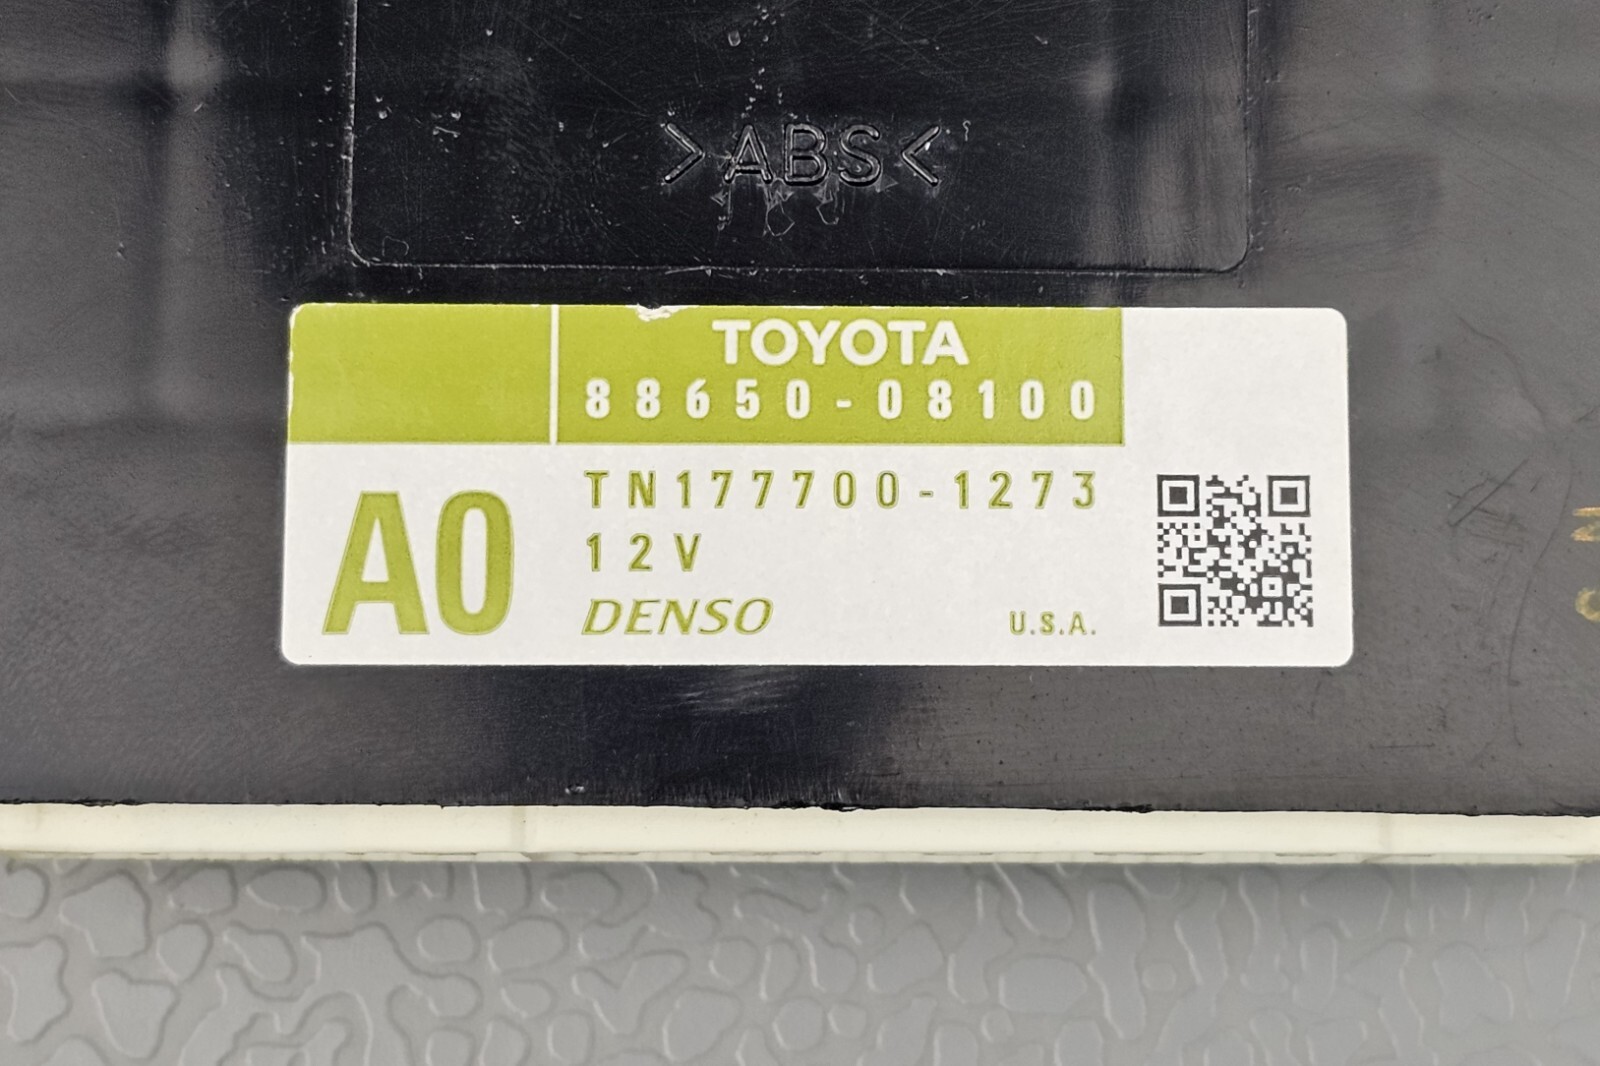 >ABS<
TOYOTA
88650-08100
A0
TN177700-1273
12V
DENSO
U.S.A.